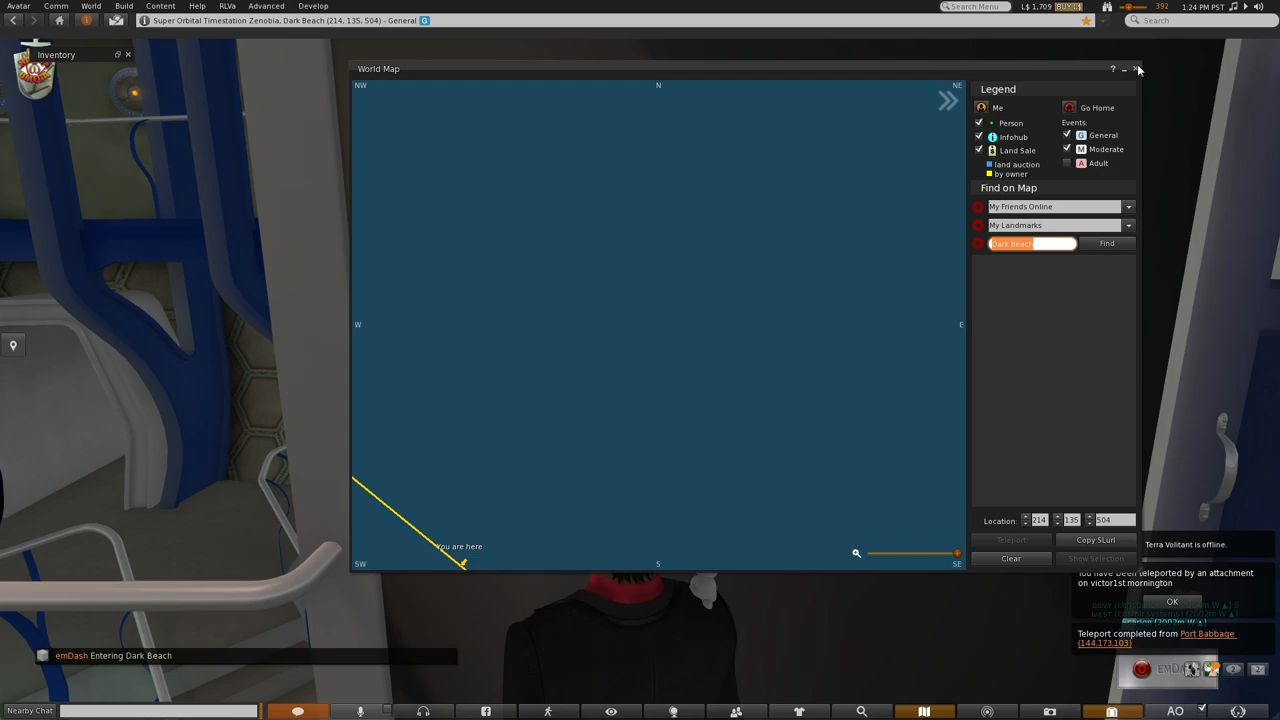 Avatar Comm World Build Content Help RLVa Advanced Develop
Search Menu L$ 1,709 BUY L$ 392 1:24 PM PST
Super Orbital Timestation Zenobia, Dark Beach (214, 135, 504) - General G
Search
Inventory
World Map
?
NW N NE
W E
SW S SE
You are here
Legend
Me Go Home
Person Events:
Infohub G General
Land Sale M Moderate
land auction A Adult
by owner
Find on Map
My Friends Online
My Landmarks
Dark Beach Find
Location: 214 135 504
Teleport Copy SLurl
Clear Show Selection
Terra Volitant is offline.
You have been teleported by an attachment
on victor1st.mornington
OK
Teleport completed from Port Babbage
(144,173,103)
emDash Entering Dark Beach
Nearby Chat
AO